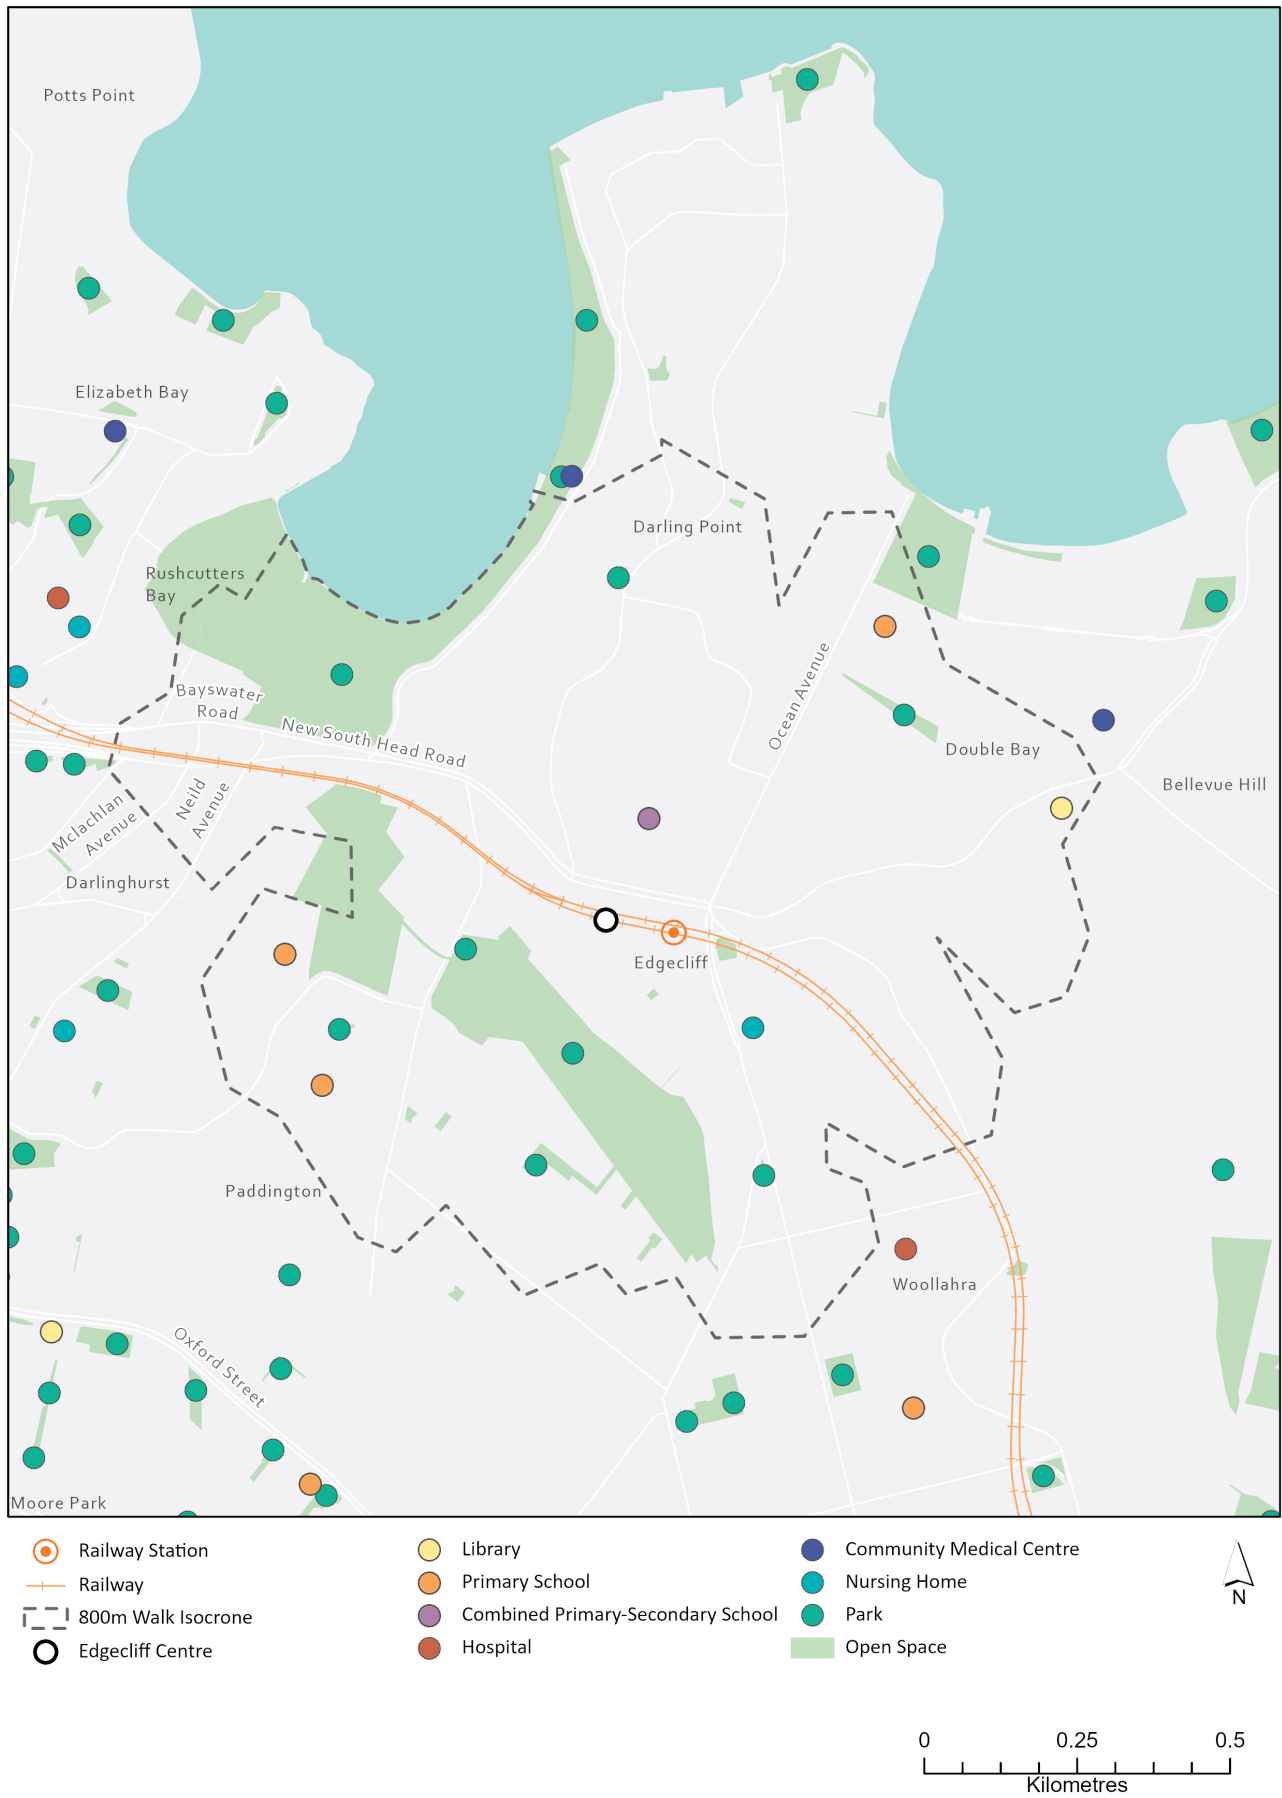 Potts Point
Elizabeth Bay
Darling Point
Rushcutters
Bay
Bayswater
Road
New South Head Road
Ocean Avenue
Double Bay
Bellevue Hill
Mclachlan
Avenue
Neild
Avenue
Darlinghurst
Edgecliff
Paddington
Woollahra
Oxford Street
Moore Park
Railway Station
Railway
800m Walk Isocrone
Edgecliff Centre
Library
Primary School
Combined Primary-Secondary School
Hospital
Community Medical Centre
Nursing Home
Park
Open Space
N
0 0.25 0.5
Kilometres